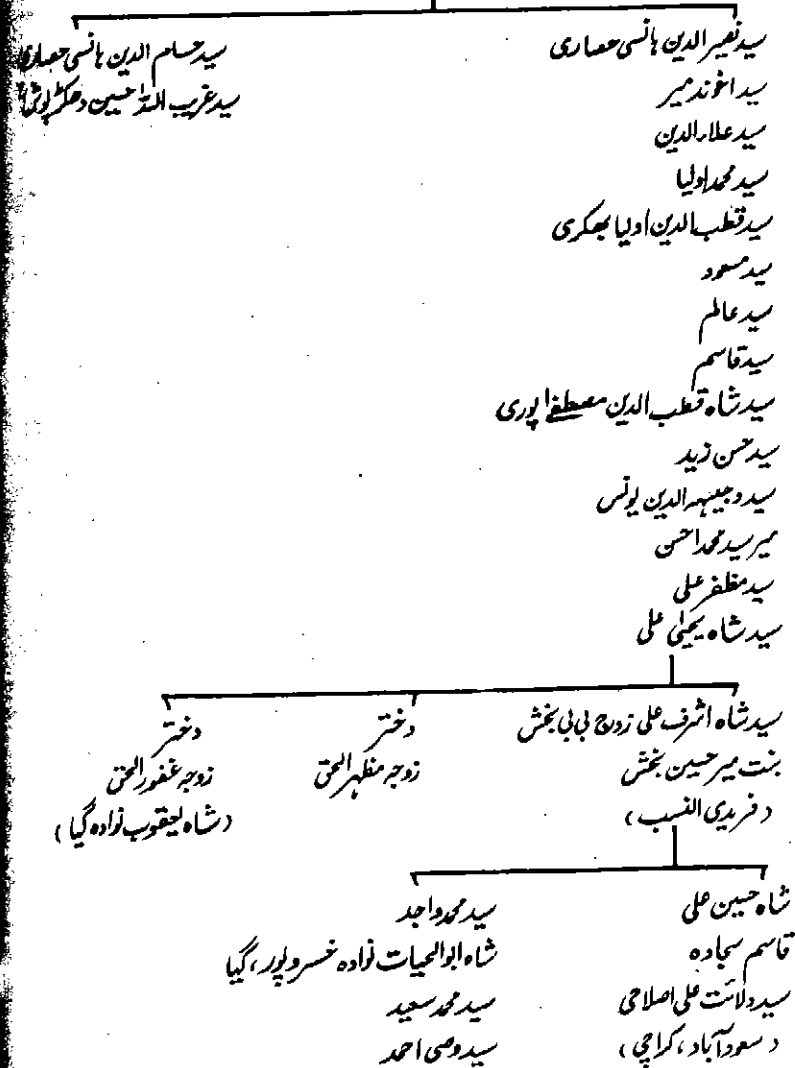 سید نصیر الدین ہانسی حصاری
سید حسام الدین ہانسی حصاری
سید غریب اللہ حسین دھکڑپوش
سید اخوند میر
سید علاء الدین
سید محمد اولیا
سید قطب الدین اولیا بھکری
سید مسعود
سید عالم
سید قاسم
سید شاہ قطب الدین مصطفےٰ پوری
سید حسن زید
سید وجیہہ الدین یونس
میر سید محمد احسن
سید مظفر علی
سید شاہ یحیٰی علی
سید شاہ اشرف علی زوج بی بی بخش
بنت میر حسین بخش
(فریدی النسب)
دختر
زوجہ مظہر الحق
دختر
زوجہ غفور الحق
(شاہ یعقوب نوادہ گیا)
شاہ حسین علی
قاسم سجادہ
سید ولائت علی اصلاحی
(سعود آباد، کراچی)
سید محمد واجد
شاہ ابوالحیات نوادہ خسرو پور، گیا
سید محمد سعید
سید وصی احمد